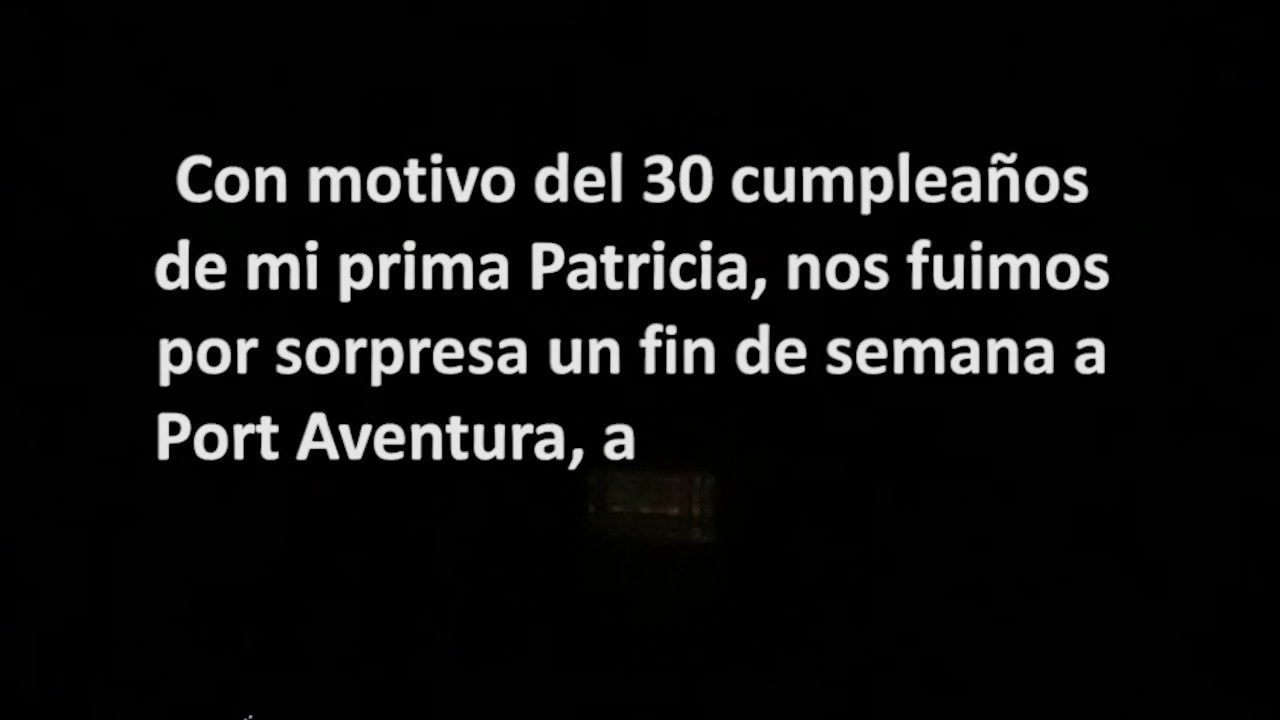 Con motivo del 30 cumpleaños
de mi prima Patricia, nos fuimos
por sorpresa un fin de semana a
Port Aventura, a